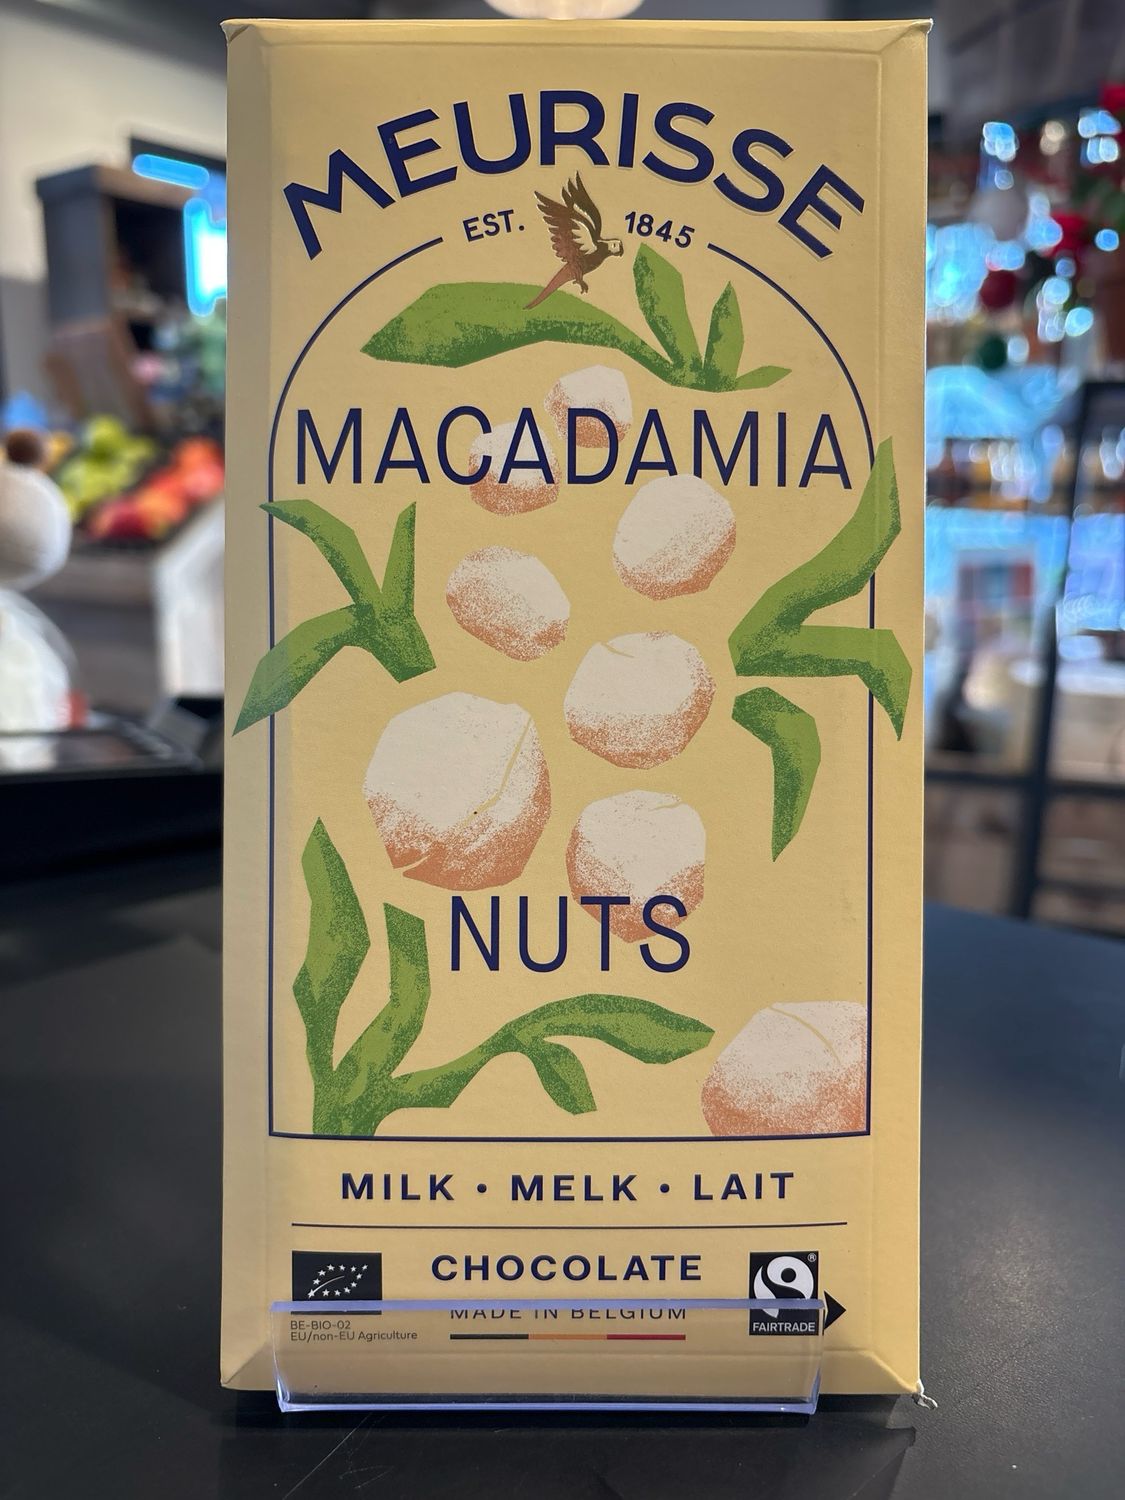 MEURISSE
EST. 1845
MACADAMIA
NUTS
MILK • MELK • LAIT
CHOCOLATE
MADE IN BELGIUM
BE-BIO-02
EU/non-EU Agriculture
®
FAIRTRADE